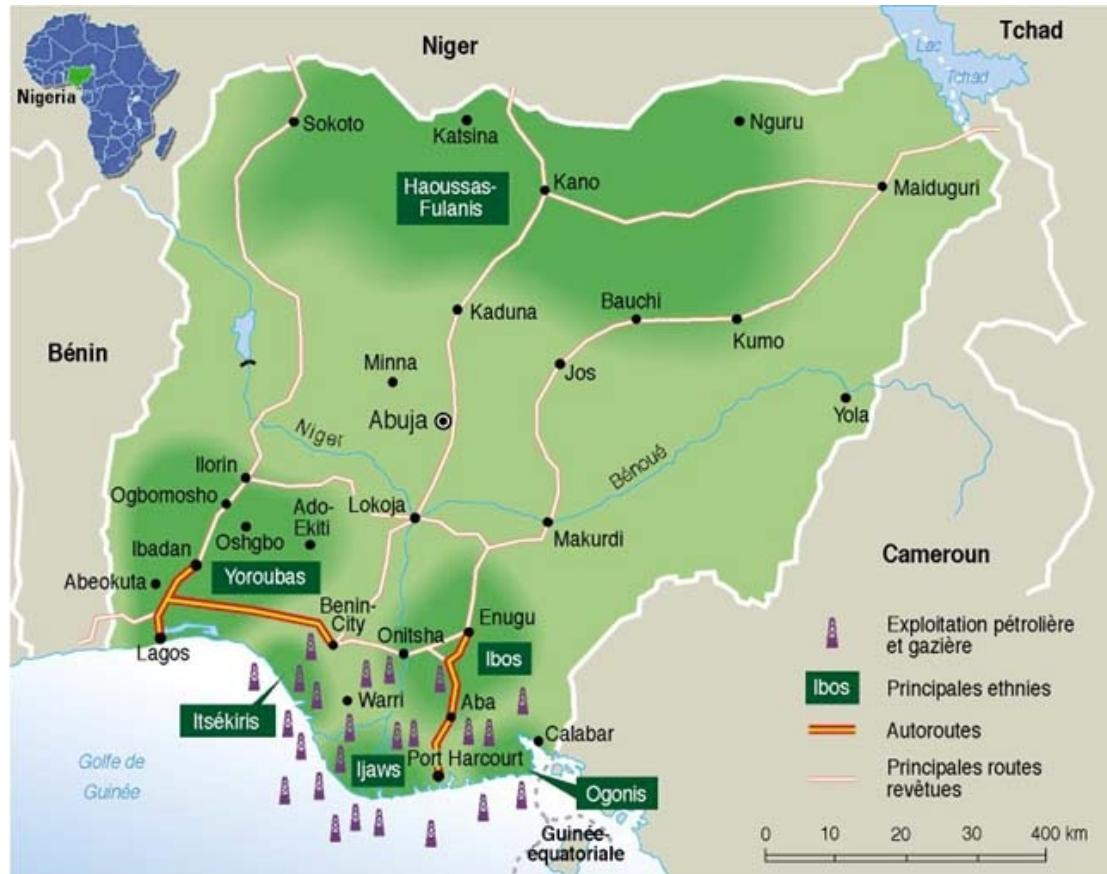 Niger
Tchad
Lac
Tchad
Nigeria
Sokoto
Katsina
Nguru
Haoussas-
Fulanis
Kano
Maiduguri
Kaduna
Bauchi
Kumo
Bénin
Minna
Jos
Abuja
Yola
Niger
Bénoué
Ilorin
Ogbomosho
Lokoja
Ado-
Ekiti
Oshgbo
Makurdi
Ibadan
Cameroun
Abeokuta
Yoroubas
Benin-
City
Enugu
Onitsha
Lagos
Ibos
Warri
Itsékiris
Aba
Calabar
Port Harcourt
Ijaws
Ogonis
Golfe de
Guinée
Guinée-
équatoriale
Exploitation pétrolière
et gazière
Ibos
Principales ethnies
Autoroutes
Principales routes
revêtues
0 10 20 30 400 km